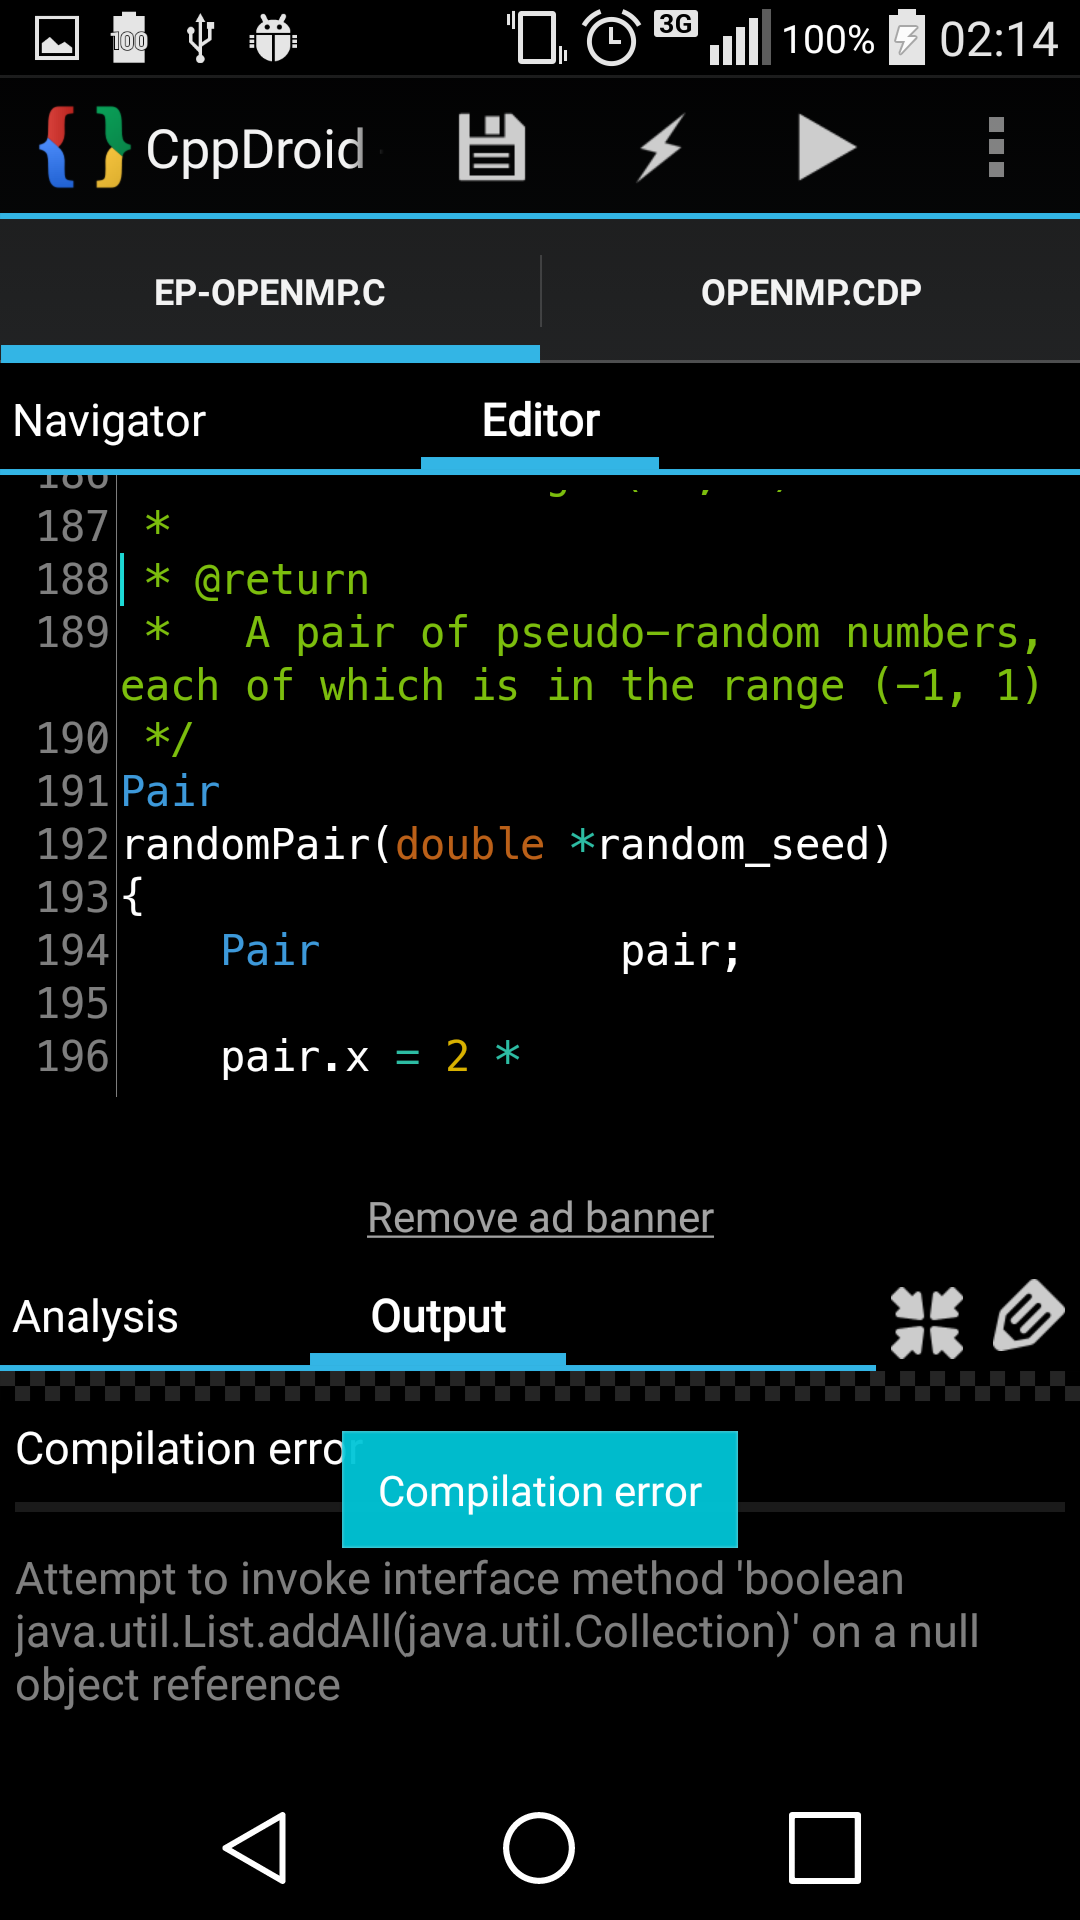 100 3G 100% 02:14
CppDroid
EP-OPENMP.C OPENMP.CDP
Navigator Editor
186
187 *
188 * @return
189 *   A pair of pseudo-random numbers,
each of which is in the range (-1, 1)
190 */
191 Pair
192 randomPair(double *random_seed)
193 {
194     Pair            pair;
195
196     pair.x = 2 *
Remove ad banner
Analysis Output
Compilation error
Compilation error
Attempt to invoke interface method 'boolean
java.util.List.addAll(java.util.Collection)' on a null
object reference